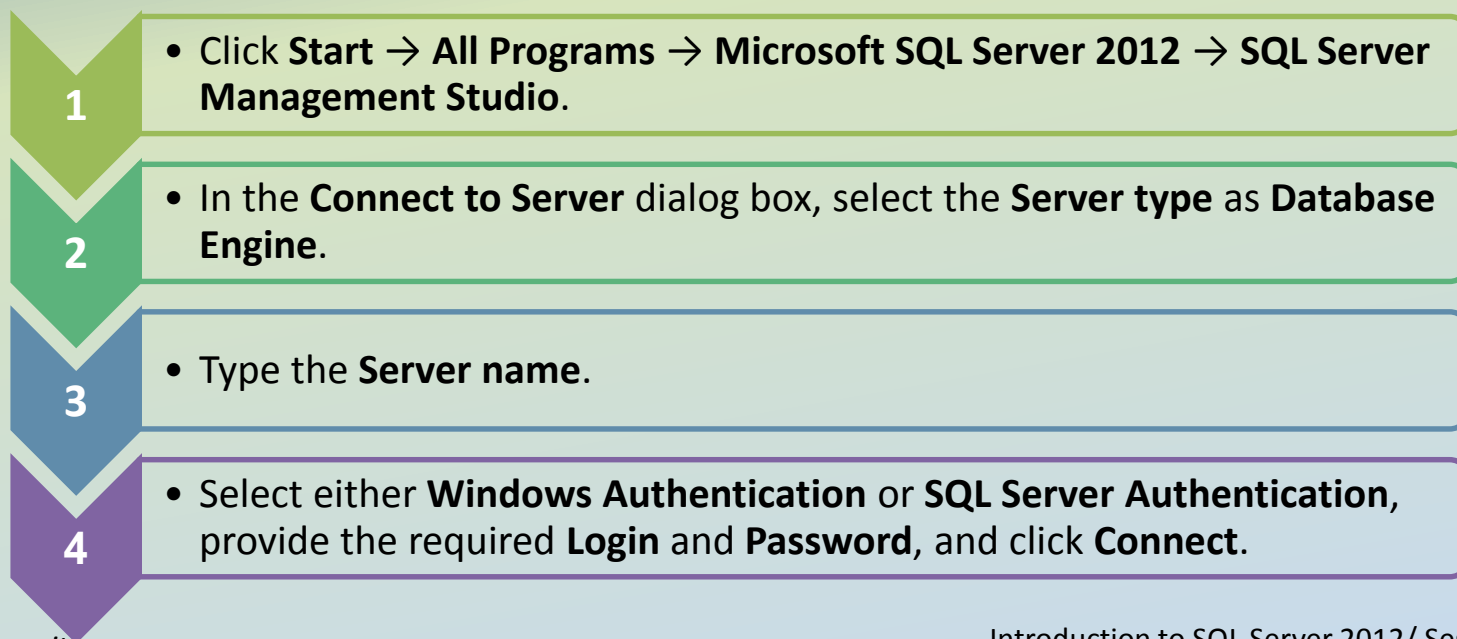 1
• Click Start → All Programs → Microsoft SQL Server 2012 → SQL Server
Management Studio.
2
• In the Connect to Server dialog box, select the Server type as Database
Engine.
3
• Type the Server name.
4
• Select either Windows Authentication or SQL Server Authentication,
provide the required Login and Password, and click Connect.
Introduction to SQL Server 2012/